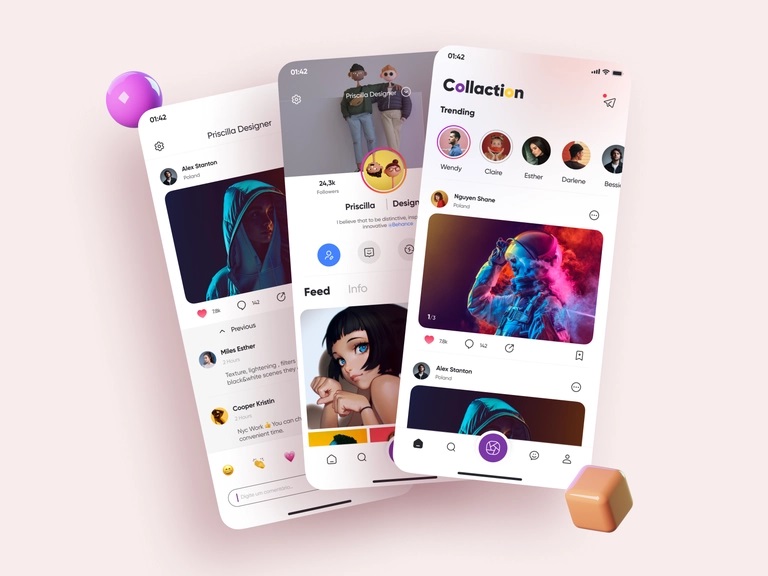 01:42
Priscilla Designer
Alex Stanton
Poland
7.8k
142
Previous
Miles Esther
2 Hours
Texture, lightening , filters
black&white scenes they
Cooper Kristin
2 Hours
Nyc Work 👍 You can ch
convenient time.
Digite um comentário...
01:42
Priscilla Designer
24,3k
Followers
Priscilla
Design
I believe that to be distinctive, insp
innovative @Behance
Feed
Info
01:42
Collaction
Trending
Wendy
Claire
Esther
Darlene
Bessie
Nguyen Shane
Poland
1/3
7.8k
142
Alex Stanton
Poland